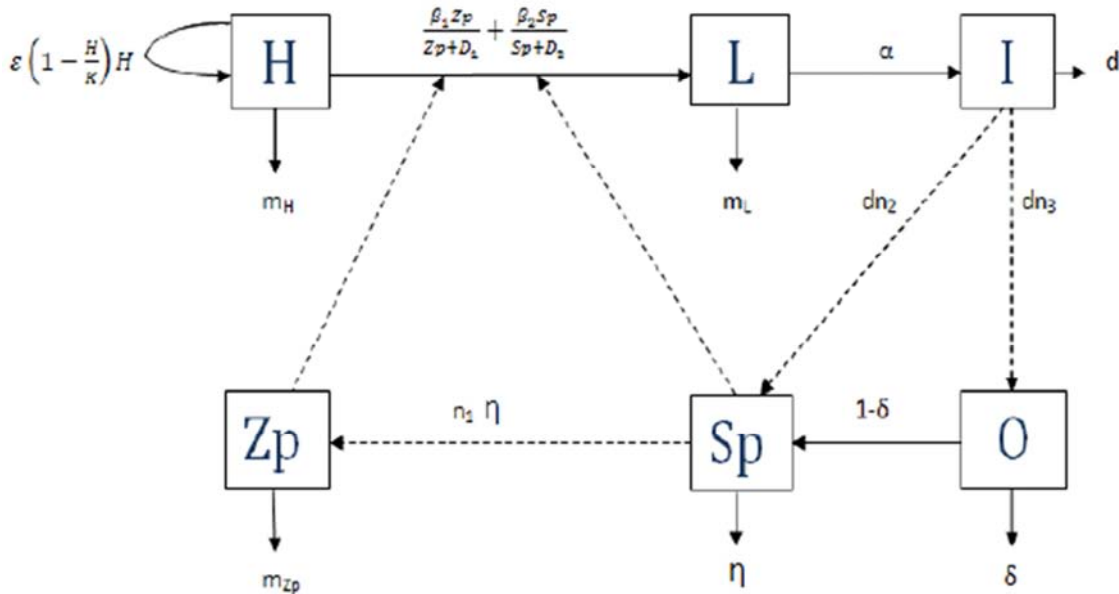 ε(1 − H/K)H
H
β₁Zp/(Zp+D₁) + β₂Sp/(Sp+D₂)
L
α
I
d
m_H
m_L
dn₂
dn₃
Zp
n₁ η
Sp
1-δ
O
m_Zp
η
δ